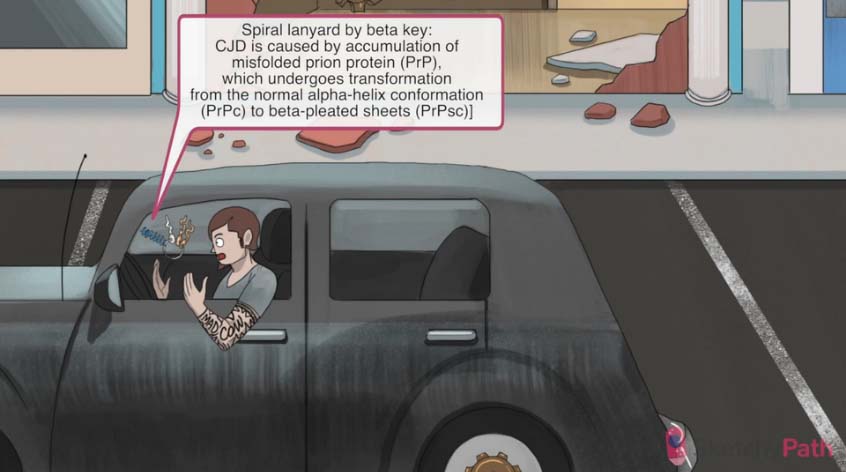 Spiral lanyard by beta key:
CJD is caused by accumulation of
misfolded prion protein (PrP),
which undergoes transformation
from the normal alpha-helix conformation
(PrPc) to beta-pleated sheets (PrPsc)]
MAD COW
Path